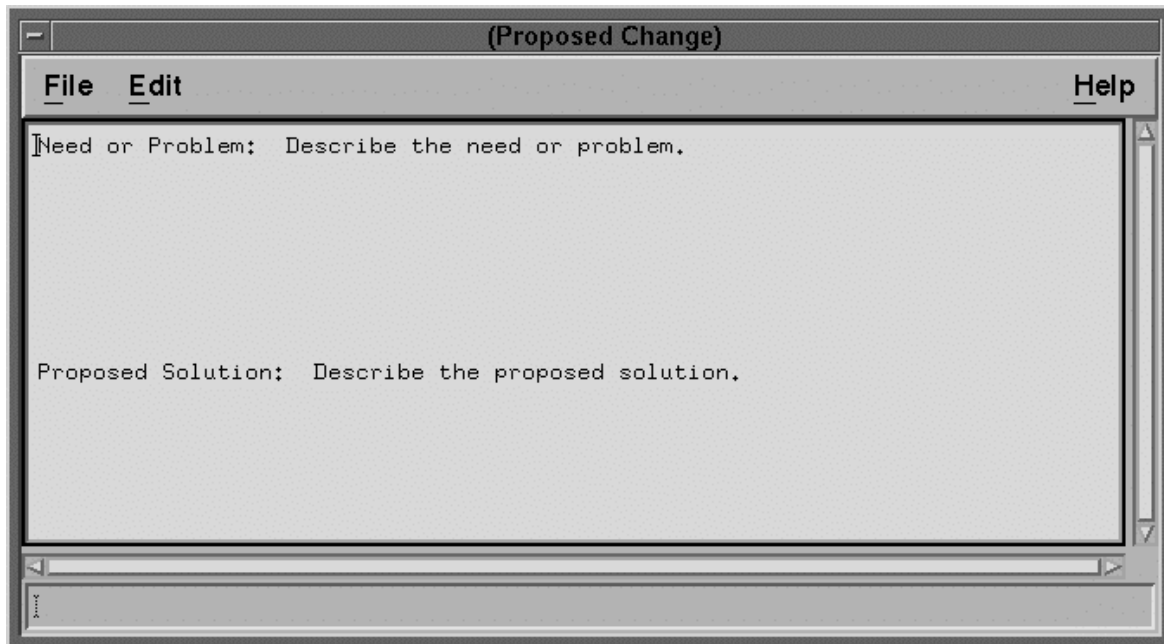 (Proposed Change)
File Edit Help
Need or Problem: Describe the need or problem.
Proposed Solution: Describe the proposed solution.